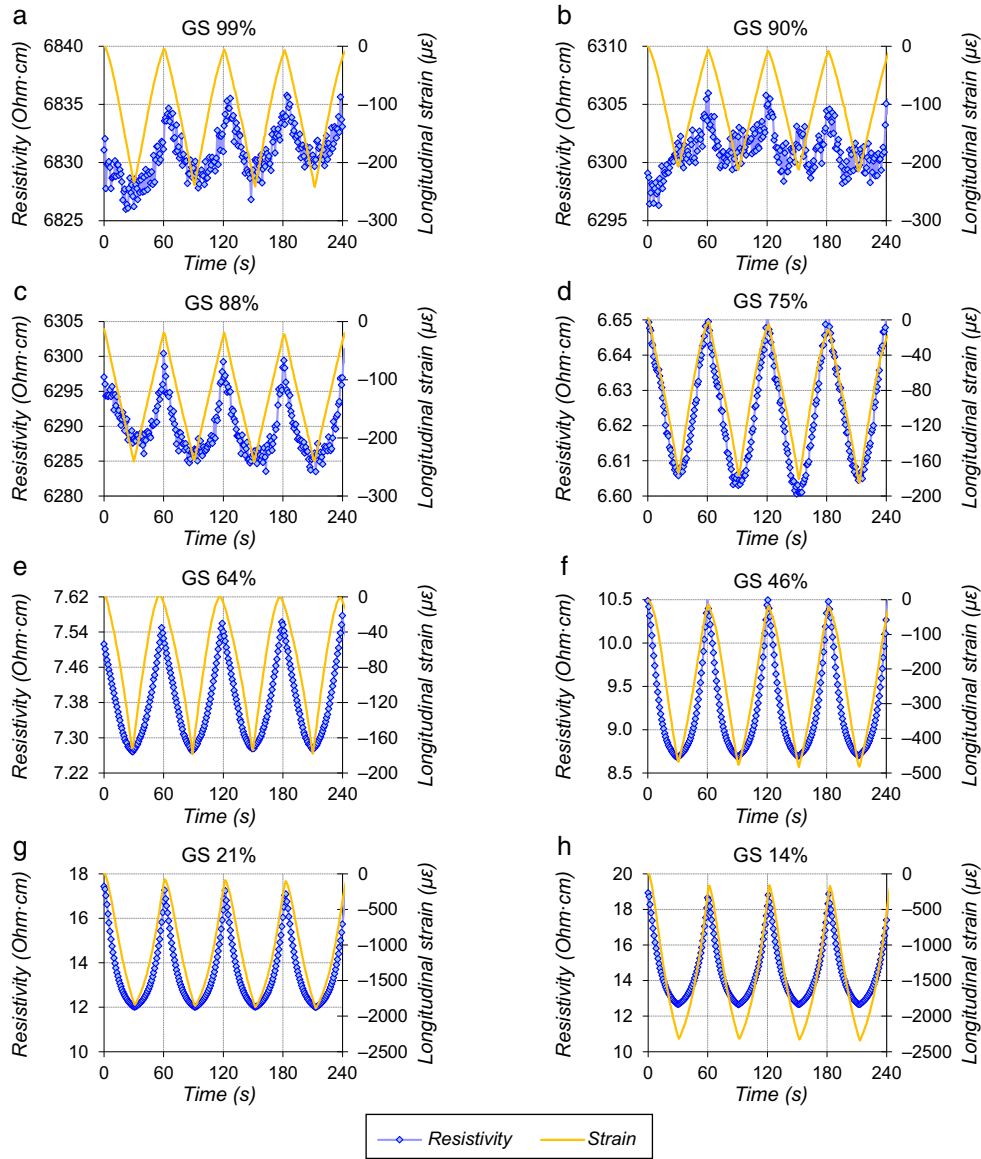 a
GS 99%
Resistivity (Ohm·cm)
6840
6835
6830
6825
0
−100
−200
−300
Longitudinal strain (με)
0 60 120 180 240
Time (s)
b
GS 90%
Resistivity (Ohm·cm)
6310
6305
6300
6295
0
−100
−200
−300
Longitudinal strain (με)
0 60 120 180 240
Time (s)
c
GS 88%
Resistivity (Ohm·cm)
6305
6300
6295
6290
6285
6280
0
−100
−200
−300
Longitudinal strain (με)
0 60 120 180 240
Time (s)
d
GS 75%
Resistivity (Ohm·cm)
6.65
6.64
6.63
6.62
6.61
6.60
0
−40
−80
−120
−160
−200
Longitudinal strain (με)
0 60 120 180 240
Time (s)
e
GS 64%
Resistivity (Ohm·cm)
7.62
7.54
7.46
7.38
7.30
7.22
0
−40
−80
−120
−160
−200
Longitudinal strain (με)
0 60 120 180 240
Time (s)
f
GS 46%
Resistivity (Ohm·cm)
10.5
10.0
9.5
9.0
8.5
0
−100
−200
−300
−400
−500
Longitudinal strain (με)
0 60 120 180 240
Time (s)
g
GS 21%
Resistivity (Ohm·cm)
18
16
14
12
10
0
−500
−1000
−1500
−2000
−2500
Longitudinal strain (με)
0 60 120 180 240
Time (s)
h
GS 14%
Resistivity (Ohm·cm)
20
18
16
14
12
10
0
−500
−1000
−1500
−2000
−2500
Longitudinal strain (με)
0 60 120 180 240
Time (s)
Resistivity Strain